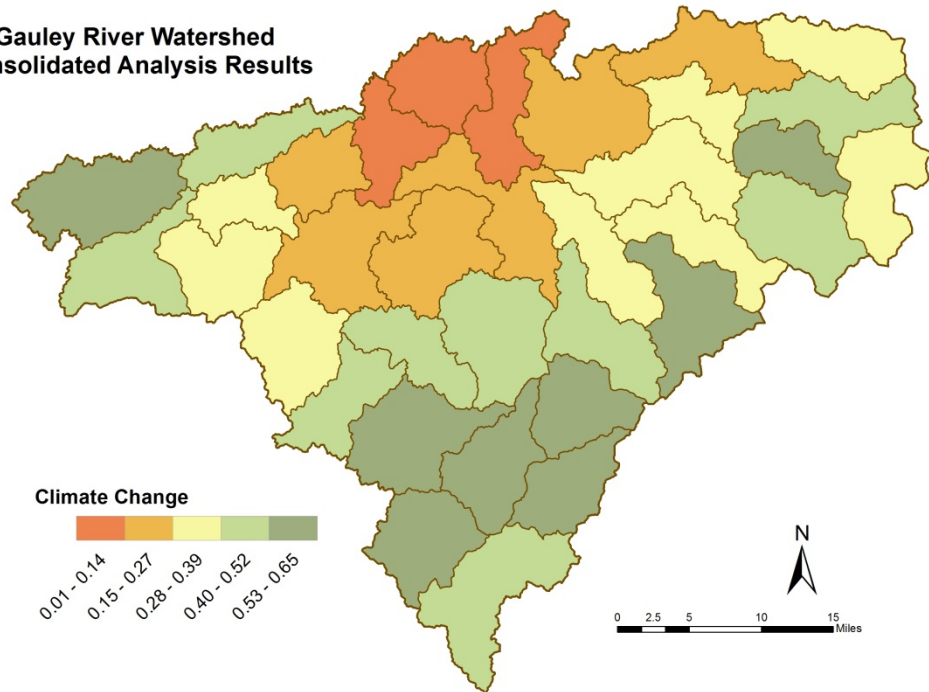 Gauley River Watershed
nsolidated Analysis Results
Climate Change
0.01 - 0.14
0.15 - 0.27
0.28 - 0.39
0.40 - 0.52
0.53 - 0.65
N
0 2.5 5 10 15
Miles